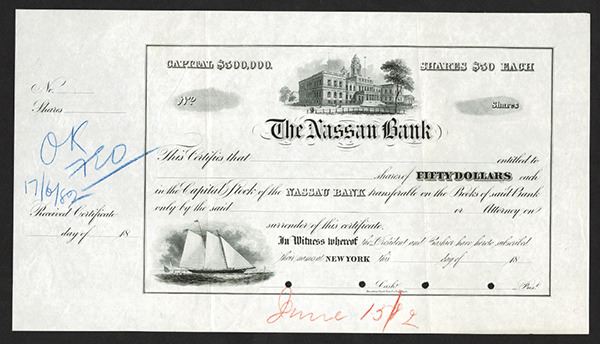 CAPITAL $500,000.
SHARES $50 EACH
No.
Shares
No
Shares
The Nassau Bank
OK
17/6/82
This Certifies that entitled to
shares of FIFTY DOLLARS each
in the Capital Stock of the NASSAU BANK transferable on the Books of said Bank
only by the said or Attorney on
surrender of this certificate.
Received Certificate
day of 18
In Witness whereof the President and Cashier have hereto subscribed
their names at NEW YORK this day of 18
Cash. Pres.
June 15 82